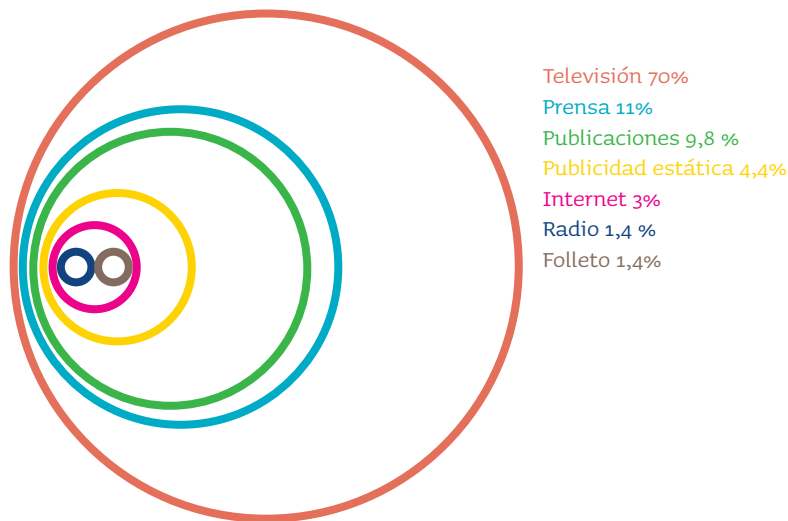 Televisión 70%
Prensa 11%
Publicaciones 9,8 %
Publicidad estática 4,4%
Internet 3%
Radio 1,4 %
Folleto 1,4%